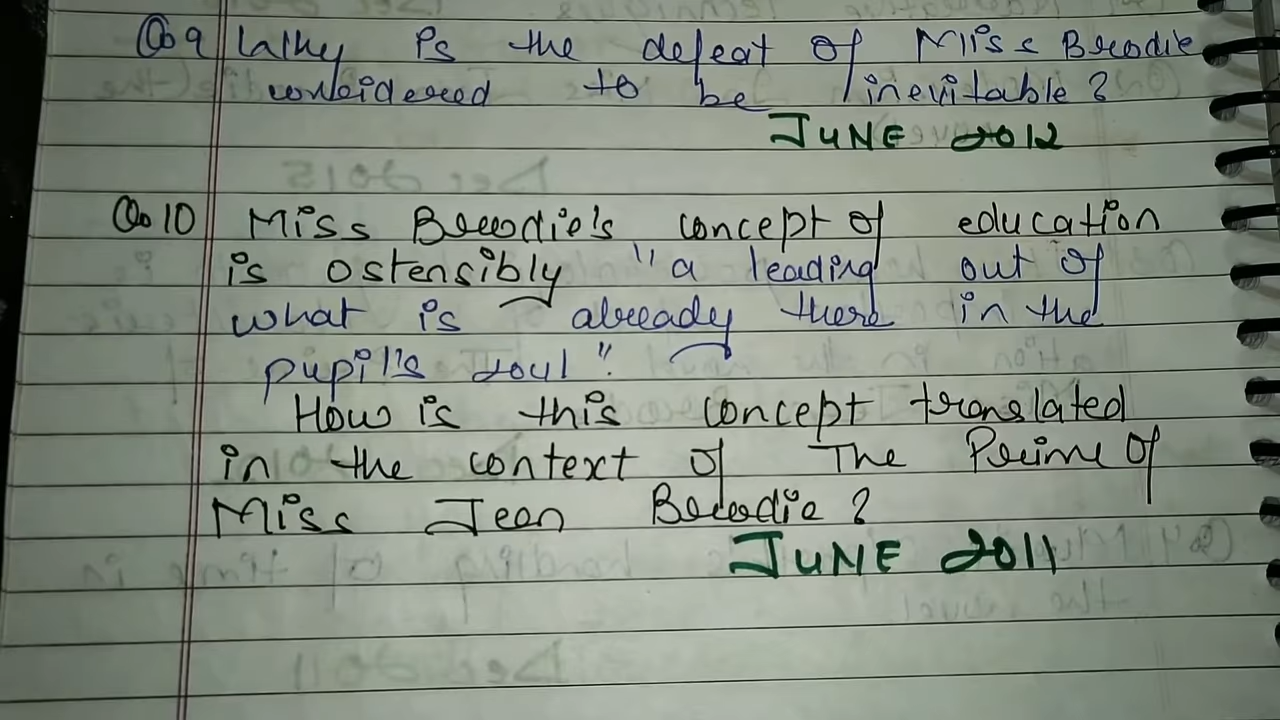 Q.9 Why is the defeat of Miss Brodie
considered to be inevitable?
JUNE 2012
Q.10 Miss Brodie's concept of education
is ostensibly "a leading out of
what is already there in the
pupil's soul".
How is this concept translated
in the context of The Prime of
Miss Jean Brodie?
JUNE 2011